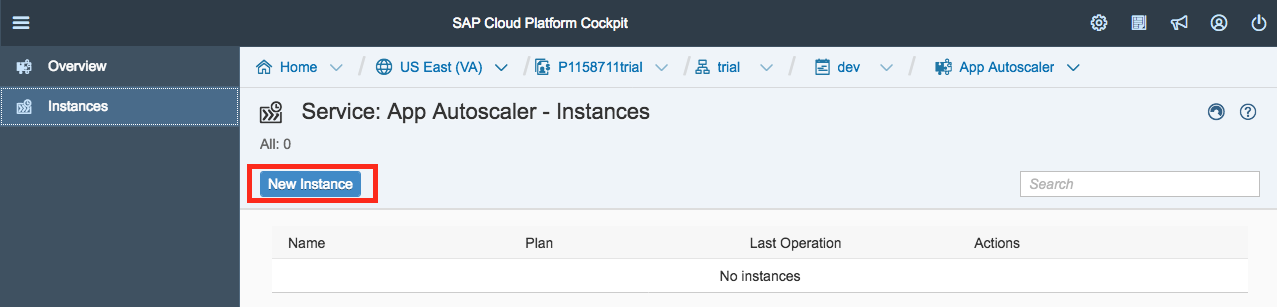 SAP Cloud Platform Cockpit
Overview
Instances
Home / US East (VA) / P1158711trial / trial / dev / App Autoscaler
Service: App Autoscaler - Instances
All: 0
New Instance
Search
Name Plan Last Operation Actions
No instances